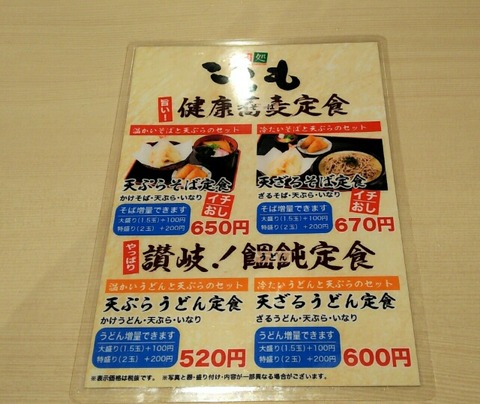 処
旨い!
健康蕎麦定食
温かいそばと天ぷらのセット
天ぷらそば定食
かけそば・天ぷら・いなり
そば増量できます
大盛り(1.5玉)+100円
特盛り(2玉) +200円
イチおし
650円
冷たいそばと天ぷらのセット
天ざるそば定食
ざるそば・天ぷら・いなり
そば増量できます
大盛り(1.5玉)+100円
特盛り(2玉) +200円
イチおし
670円
やっぱり
讃岐!饂飩定食
うどん
温かいうどんと天ぷらのセット
天ぷらうどん定食
かけうどん・天ぷら・いなり
うどん増量できます
大盛り(1.5玉)+100円
特盛り(2玉) +200円
520円
冷たいうどんと天ぷらのセット
天ざるうどん定食
ざるうどん・天ぷら・いなり
うどん増量できます
大盛り(1.5玉)+100円
特盛り(2玉) +200円
600円
※表示価格は税抜です。 ※写真と器・盛り付け・内容が一部異なる場合がございます。